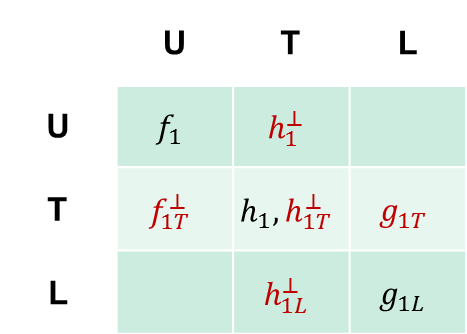 U T L
U f₁ h₁^⊥
T f₁T^⊥ h₁, h₁T^⊥ g₁T
L h₁L^⊥ g₁L